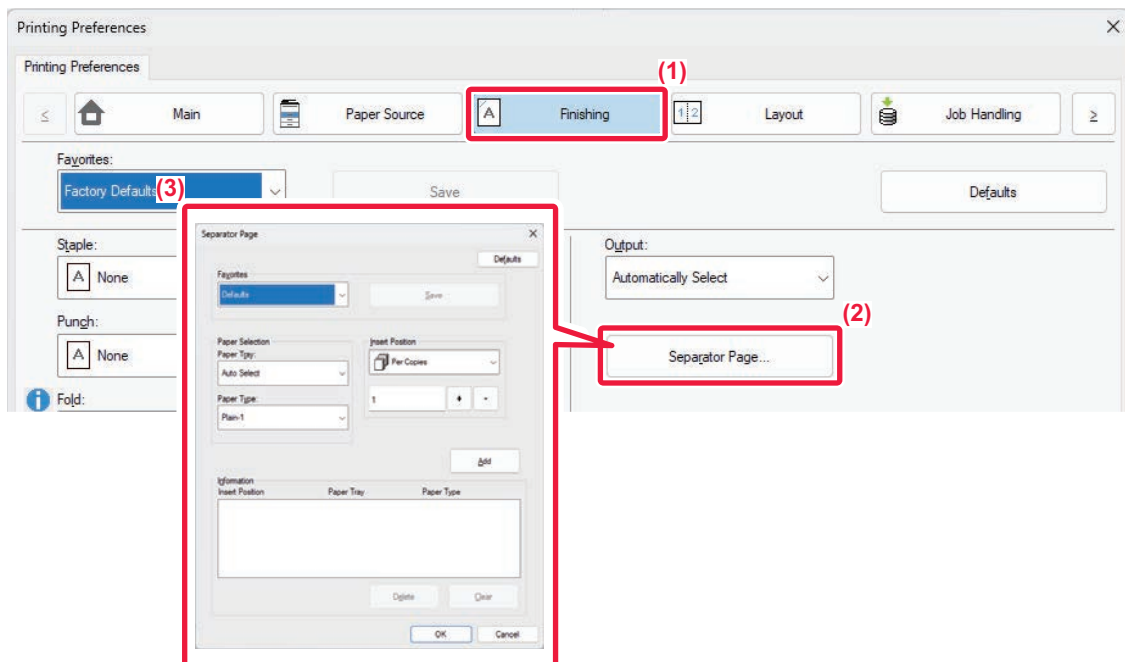 Printing Preferences
Printing Preferences
(1)
Main
Paper Source
A
Finishing
1 2
Layout
Job Handling
Favorites:
Factory Defaults
(3)
Save
Defaults
Staple:
A None
Punch:
A None
Fold:
Separator Page
Defaults
Favorites
Defaults
Save
Paper Selection
Paper Tray:
Auto Select
Paper Type:
Plain-1
Insert Position
Per Copies
1 + -
Add
Information
Insert Position Paper Tray Paper Type
Delete Clear
OK Cancel
Output:
Automatically Select
(2)
Separator Page...